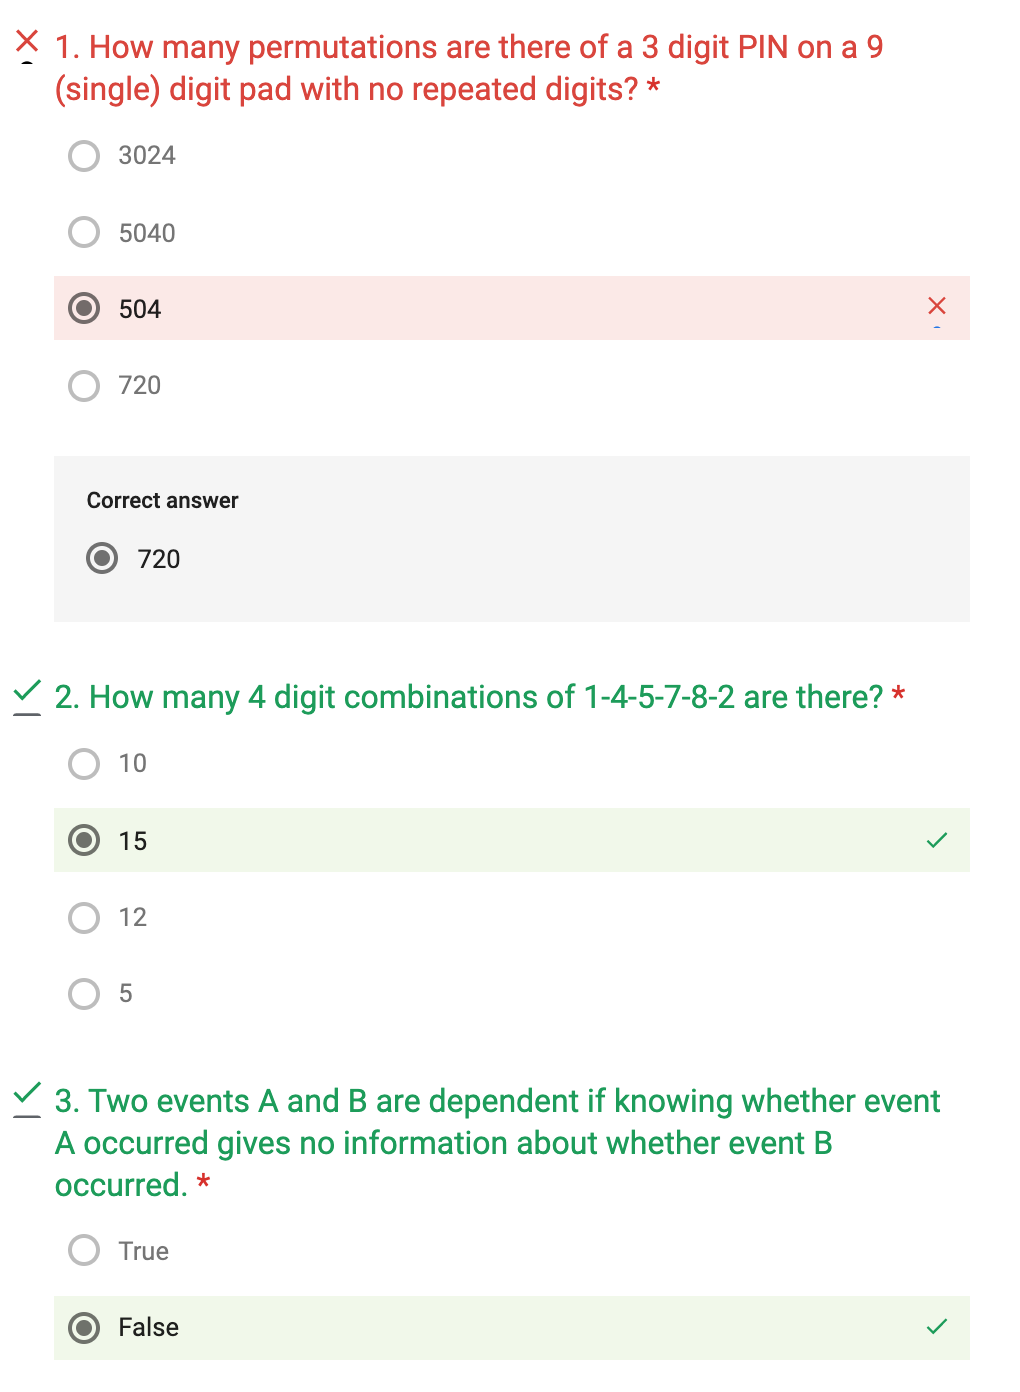 1. How many permutations are there of a 3 digit PIN on a 9
(single) digit pad with no repeated digits? *
3024
5040
504
720
Correct answer
720
2. How many 4 digit combinations of 1-4-5-7-8-2 are there? *
10
15
12
5
3. Two events A and B are dependent if knowing whether event
A occurred gives no information about whether event B
occurred. *
True
False